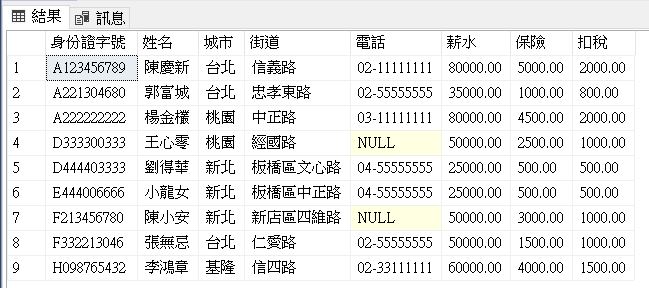 結果 訊息
身份證字號 姓名 城市 街道 電話 薪水 保險 扣稅
1 A123456789 陳慶新 台北 信義路 02-11111111 80000.00 5000.00 2000.00
2 A221304680 郭富城 台北 忠孝東路 02-55555555 35000.00 1000.00 800.00
3 A222222222 楊金欉 桃園 中正路 03-11111111 80000.00 4500.00 2000.00
4 D333300333 王心零 桃園 經國路 NULL 50000.00 2500.00 1000.00
5 D444403333 劉得華 新北 板橋區文心路 04-55555555 25000.00 500.00 500.00
6 E444006666 小龍女 新北 板橋區中正路 04-55555555 25000.00 500.00 500.00
7 F213456780 陳小安 新北 新店區四維路 NULL 50000.00 3000.00 1000.00
8 F332213046 張無忌 台北 仁愛路 02-55555555 50000.00 1500.00 1000.00
9 H098765432 李鴻章 基隆 信四路 02-33111111 60000.00 4000.00 1500.00